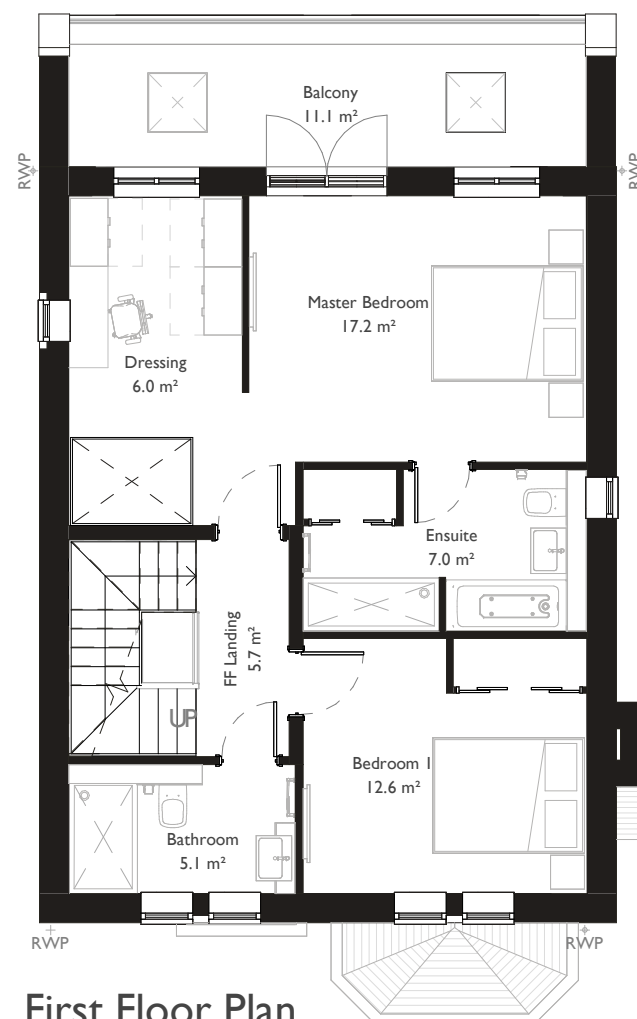 Balcony
11.1 m²
RWP
RWP
Master Bedroom
17.2 m²
Dressing
6.0 m²
Ensuite
7.0 m²
FF Landing
5.7 m²
UP
Bedroom 1
12.6 m²
Bathroom
5.1 m²
RWP
RWP
First Floor Plan